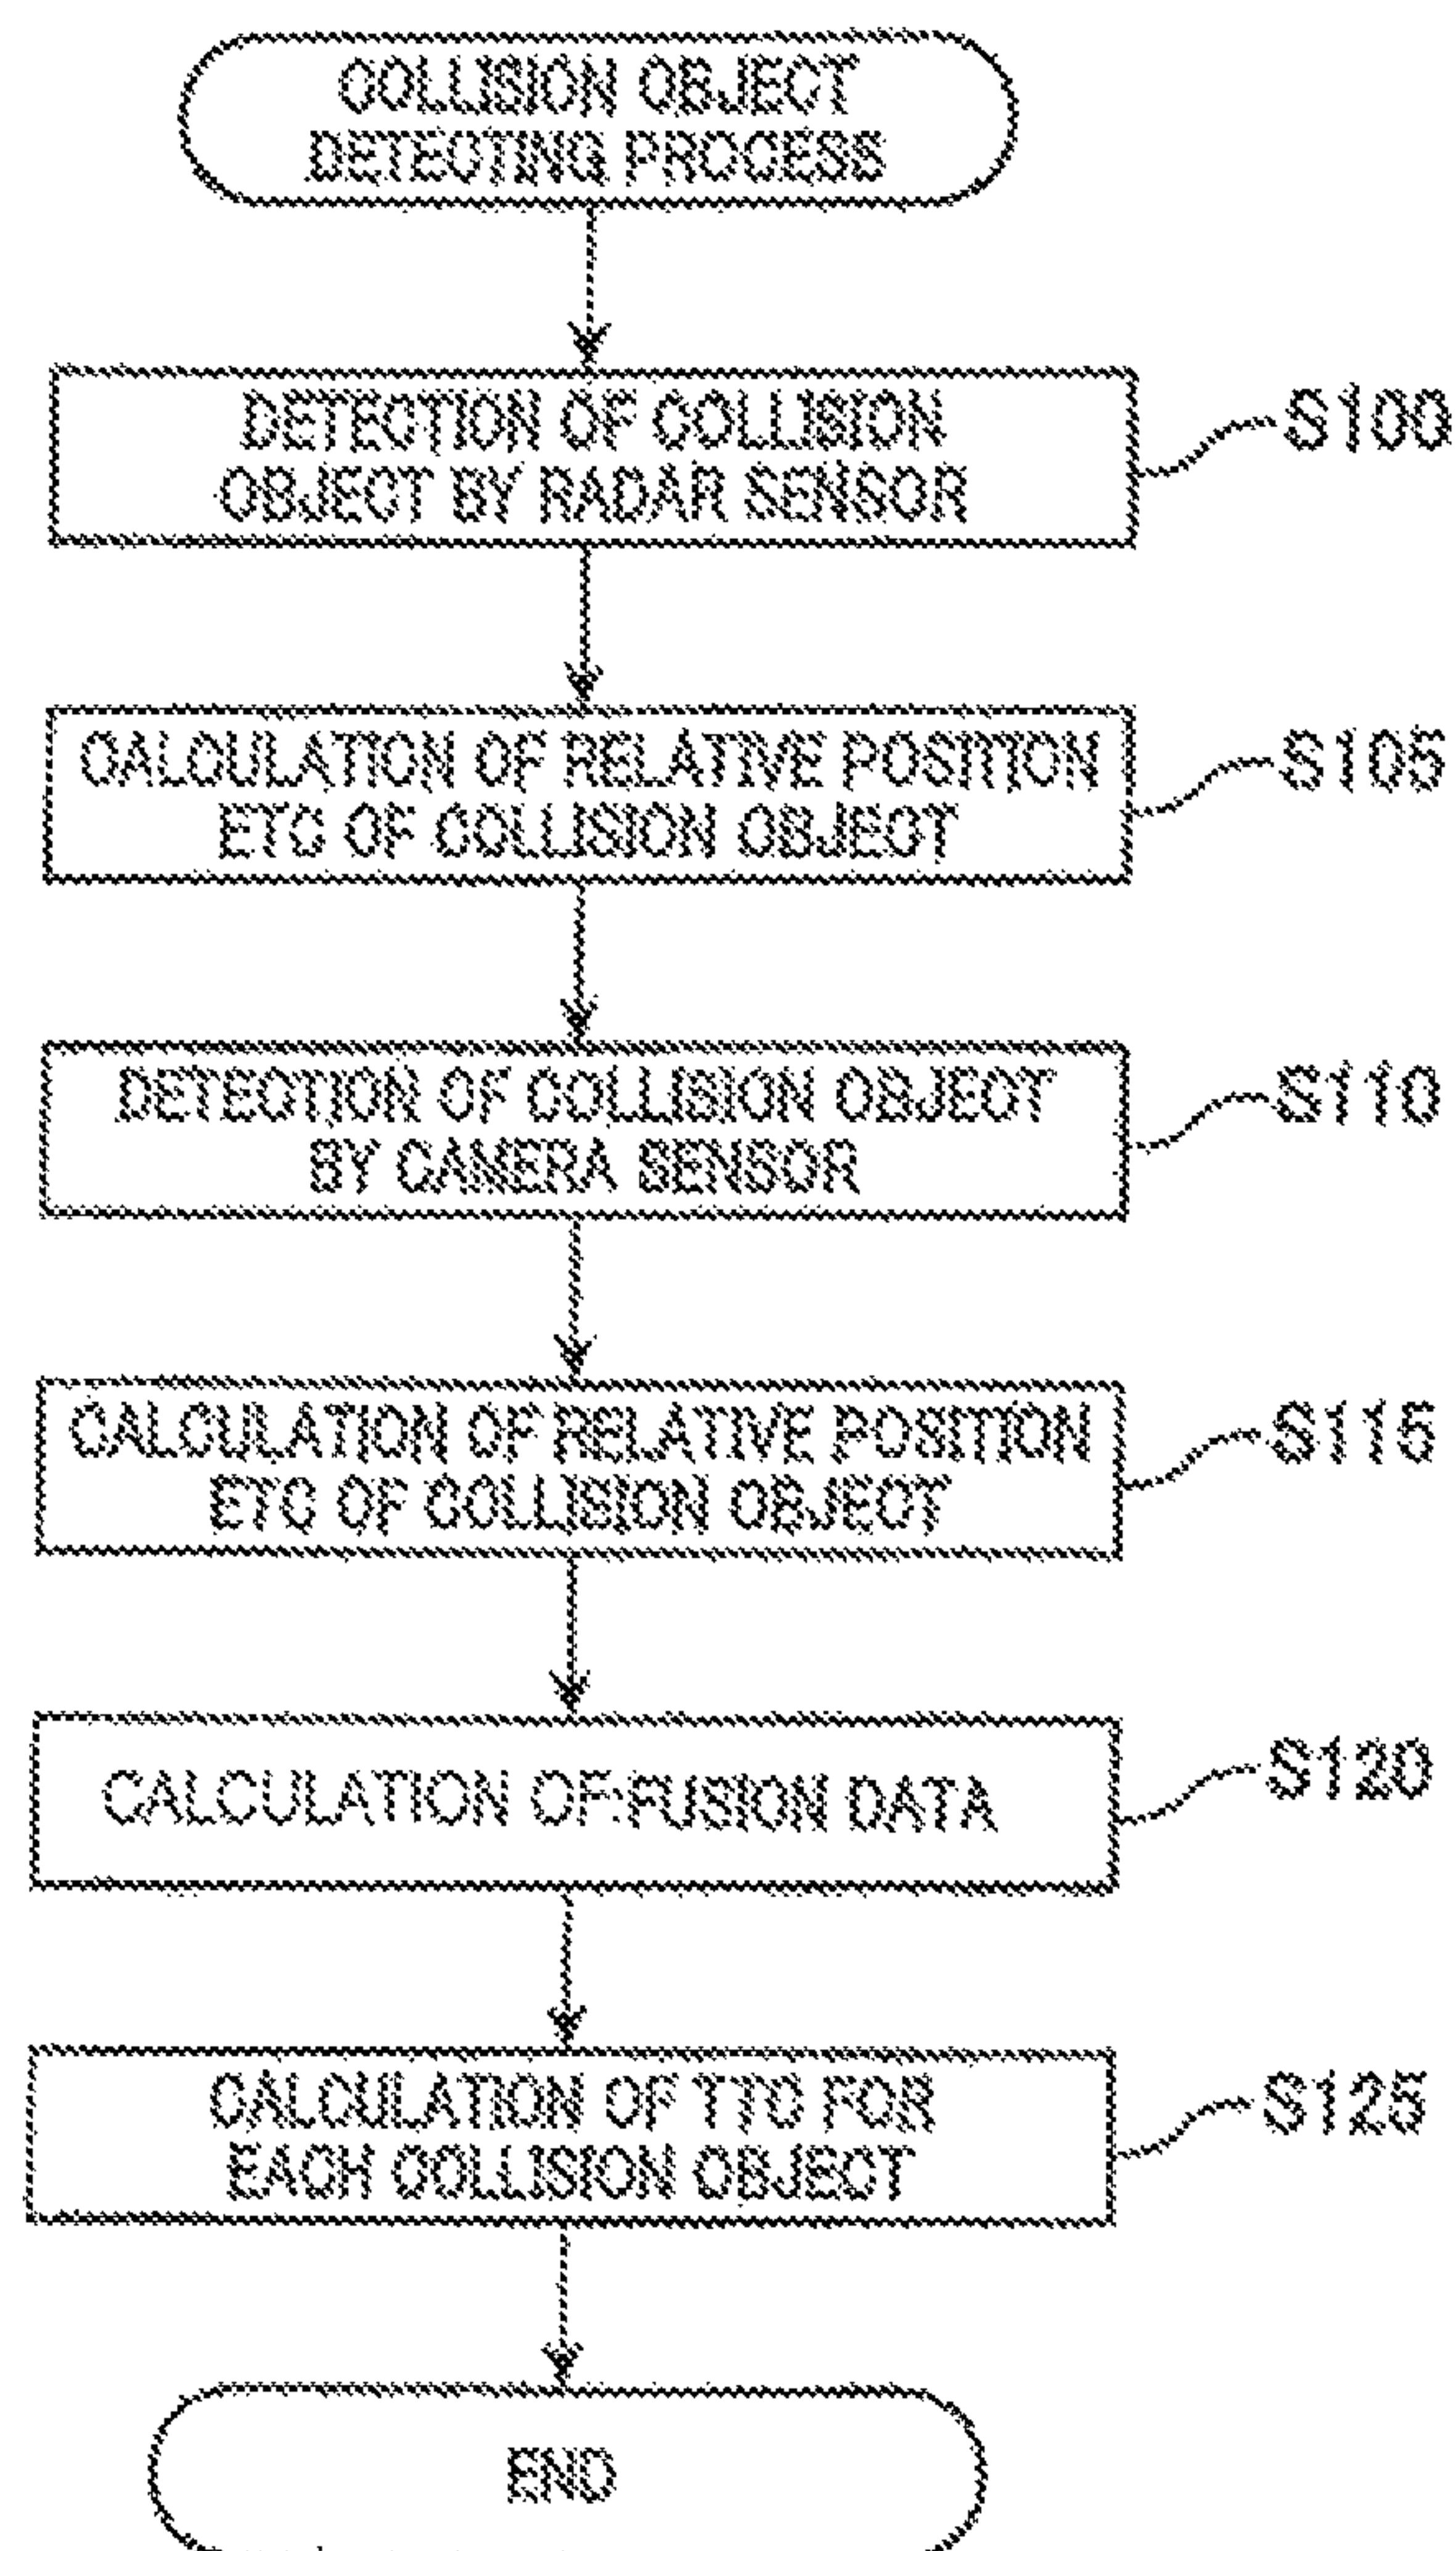 COLLISION OBJECT
DETECTING PROCESS
DETECTION OF COLLISION
OBJECT BY RADAR SENSOR
S100
CALCULATION OF RELATIVE POSITION
ETC OF COLLISION OBJECT
S105
DETECTION OF COLLISION OBJECT
BY CAMERA SENSOR
S110
CALCULATION OF RELATIVE POSITION
ETC OF COLLISION OBJECT
S115
CALCULATION OF FUSION DATA
S120
CALCULATION OF TTC FOR
EACH COLLISION OBJECT
S125
END